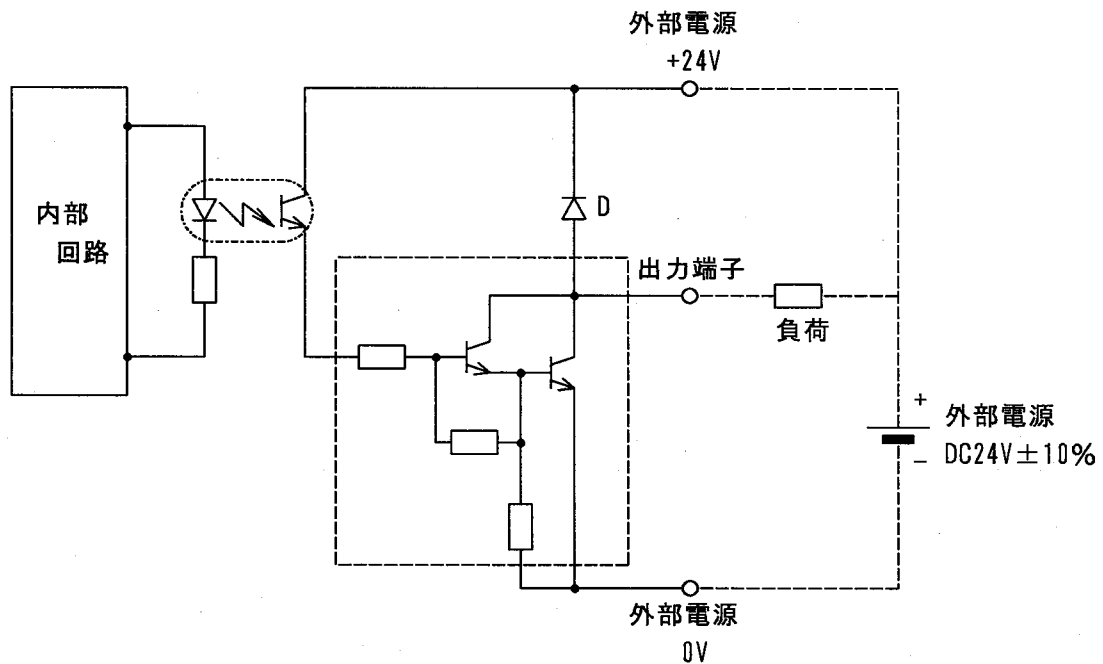 外部電源
+24V
内部
回路
D
出力端子
負荷
+
外部電源
DC24V±10%
−
外部電源
0V